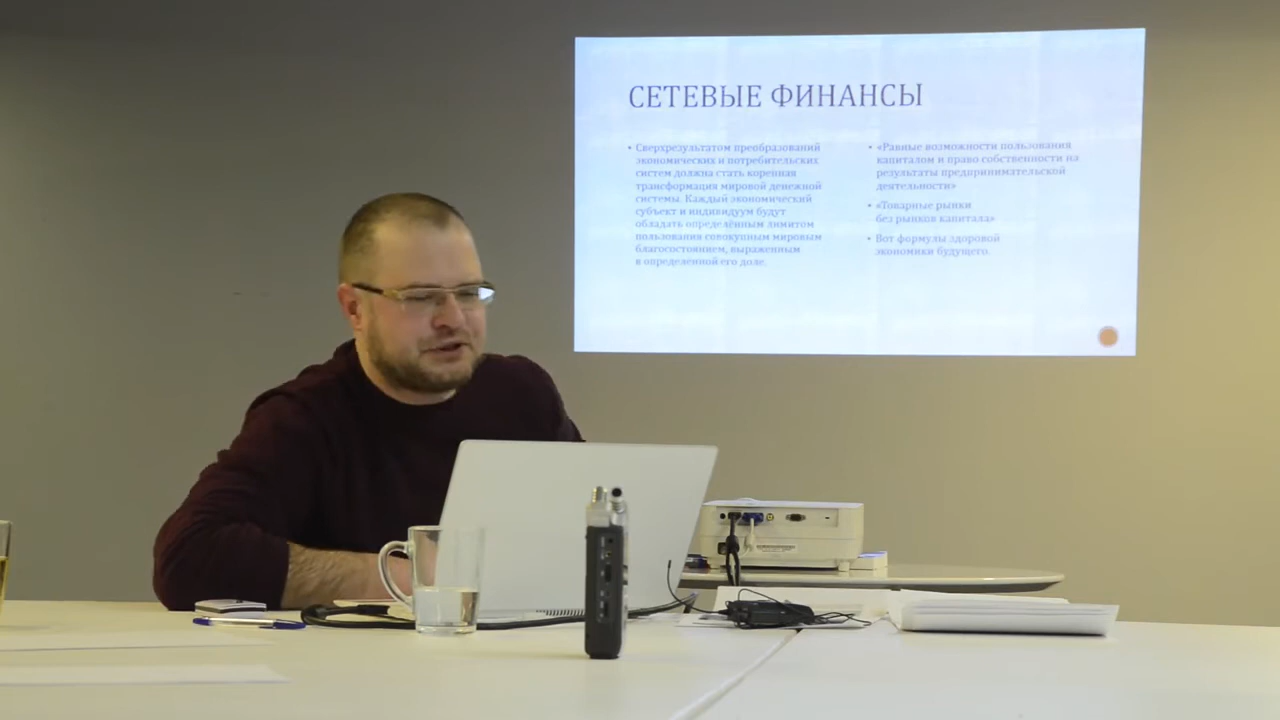 СЕТЕВЫЕ ФИНАНСЫ
• Сверхрезультатом преобразований
экономических и потребительских
систем должна стать коренная
трансформация мировой денежной
системы. Каждый экономический
субъект и индивидуум будут
обладать определённым лимитом
пользования совокупным мировым
благосостоянием, выраженным
в определённой его доле.
• «Равные возможности пользования
капиталом и право собственности на
результаты предпринимательской
деятельности»
• «Товарные рынки
без рынков капитала»
• Вот формулы здоровой
экономики будущего.